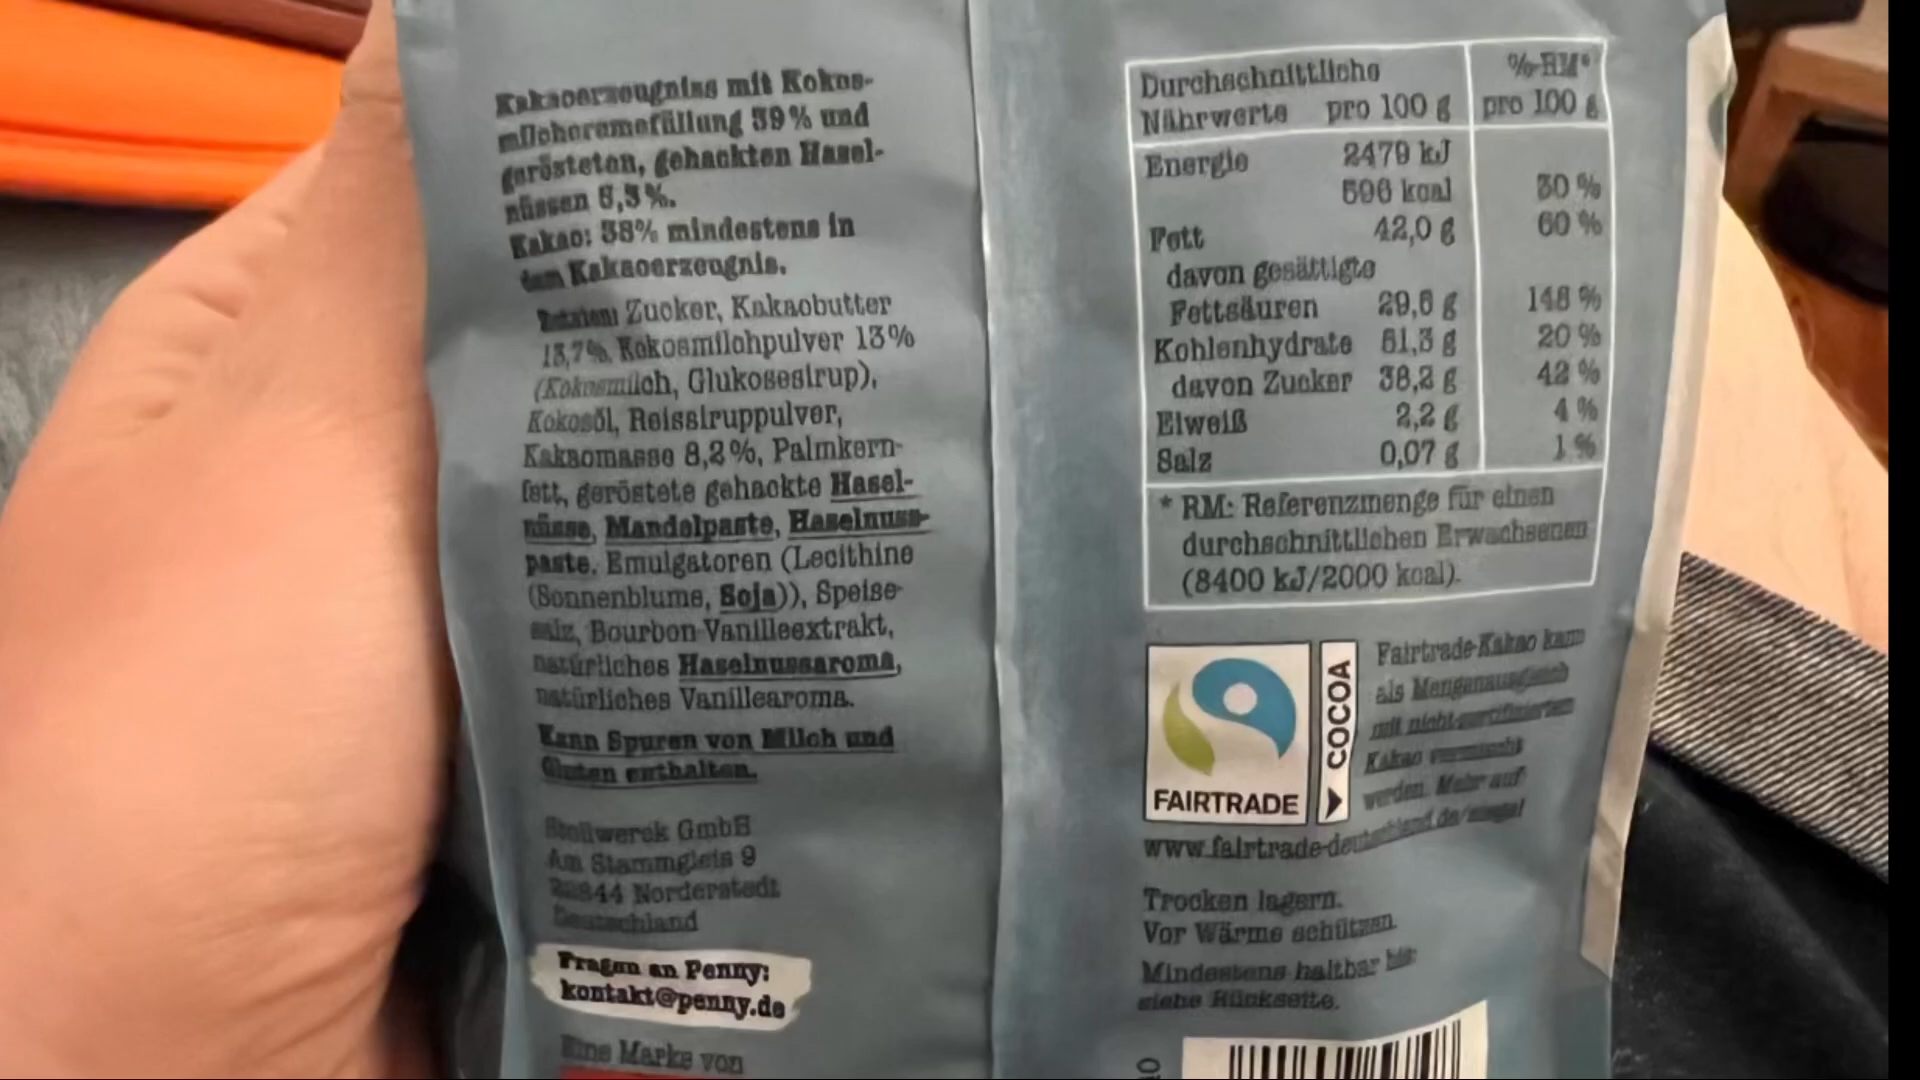 Kakaoerzeugnis mit Kokos-
milchcremefüllung 39% und
gerösteten, gehackten Hasel-
nüssen 6,3%.
Kakao: 38% mindestens in
dem Kakaoerzeugnis.
Zutaten: Zucker, Kakaobutter
13,7%, Kokosmilchpulver 13%
(Kokosmilch, Glukosesirup),
Kokosöl, Reissiruppulver,
Kakaomasse 8,2%, Palmkern-
fett, geröstete gehackte Hasel-
nüsse, Mandelpaste, Haselnuss-
paste, Emulgatoren (Lecithine
(Sonnenblume, Soja)), Speise-
salz, Bourbon-Vanilleextrakt,
natürliches Haselnussaroma,
natürliches Vanillearoma.
Kann Spuren von Milch und
Gluten enthalten.
Stollwerck GmbH
Am Stammgleis 9
22844 Norderstedt
Deutschland
Fragen an Penny:
kontakt@penny.de
Eine Marke von
Durchschnittliche %-RM*
Nährwerte pro 100 g pro 100 g
Energie 2479 kJ
596 kcal 30 %
Fett 42,0 g 60 %
davon gesättigte
Fettsäuren 29,6 g 148 %
Kohlenhydrate 51,3 g 20 %
davon Zucker 38,2 g 42 %
Eiweiß 2,2 g 4 %
Salz 0,07 g 1 %
* RM: Referenzmenge für einen
durchschnittlichen Erwachsenen
(8400 kJ/2000 kcal).
FAIRTRADE
COCOA
Fairtrade-Kakao kann
als Mengenausgleich
mit nicht-zertifiziertem
Kakao vermischt
werden. Mehr auf
www.fairtrade-deutschland.de/siegel
Trocken lagern.
Vor Wärme schützen.
Mindestens haltbar bis:
siehe Rückseite.